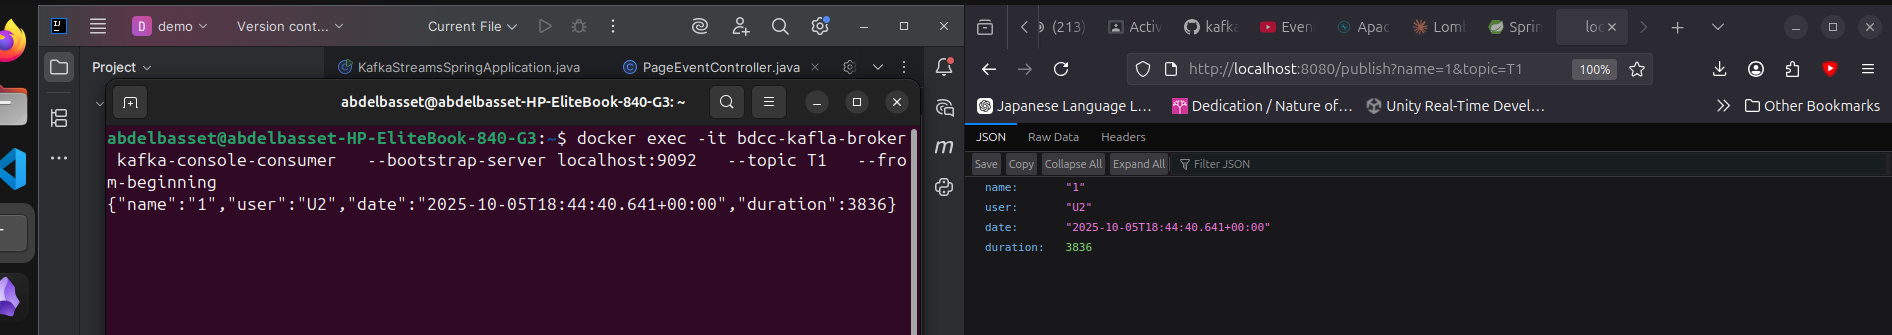 D demo Version cont... Current File
Project
KafkaStreamsSpringApplication.java PageEventController.java
abdelbasset@abdelbasset-HP-EliteBook-840-G3: ~
abdelbasset@abdelbasset-HP-EliteBook-840-G3:~$ docker exec -it bdcc-kafla-broker
kafka-console-consumer   --bootstrap-server localhost:9092   --topic T1   --fro
m-beginning
{"name":"1","user":"U2","date":"2025-10-05T18:44:40.641+00:00","duration":3836}
m
(213) Activ kafka Even Apac Lomb Sprin loc
http://localhost:8080/publish?name=1&topic=T1 100%
Japanese Language L... Dedication / Nature of... Unity Real-Time Devel... Other Bookmarks
JSON Raw Data Headers
Save Copy Collapse All Expand All Filter JSON
name: "1"
user: "U2"
date: "2025-10-05T18:44:40.641+00:00"
duration: 3836